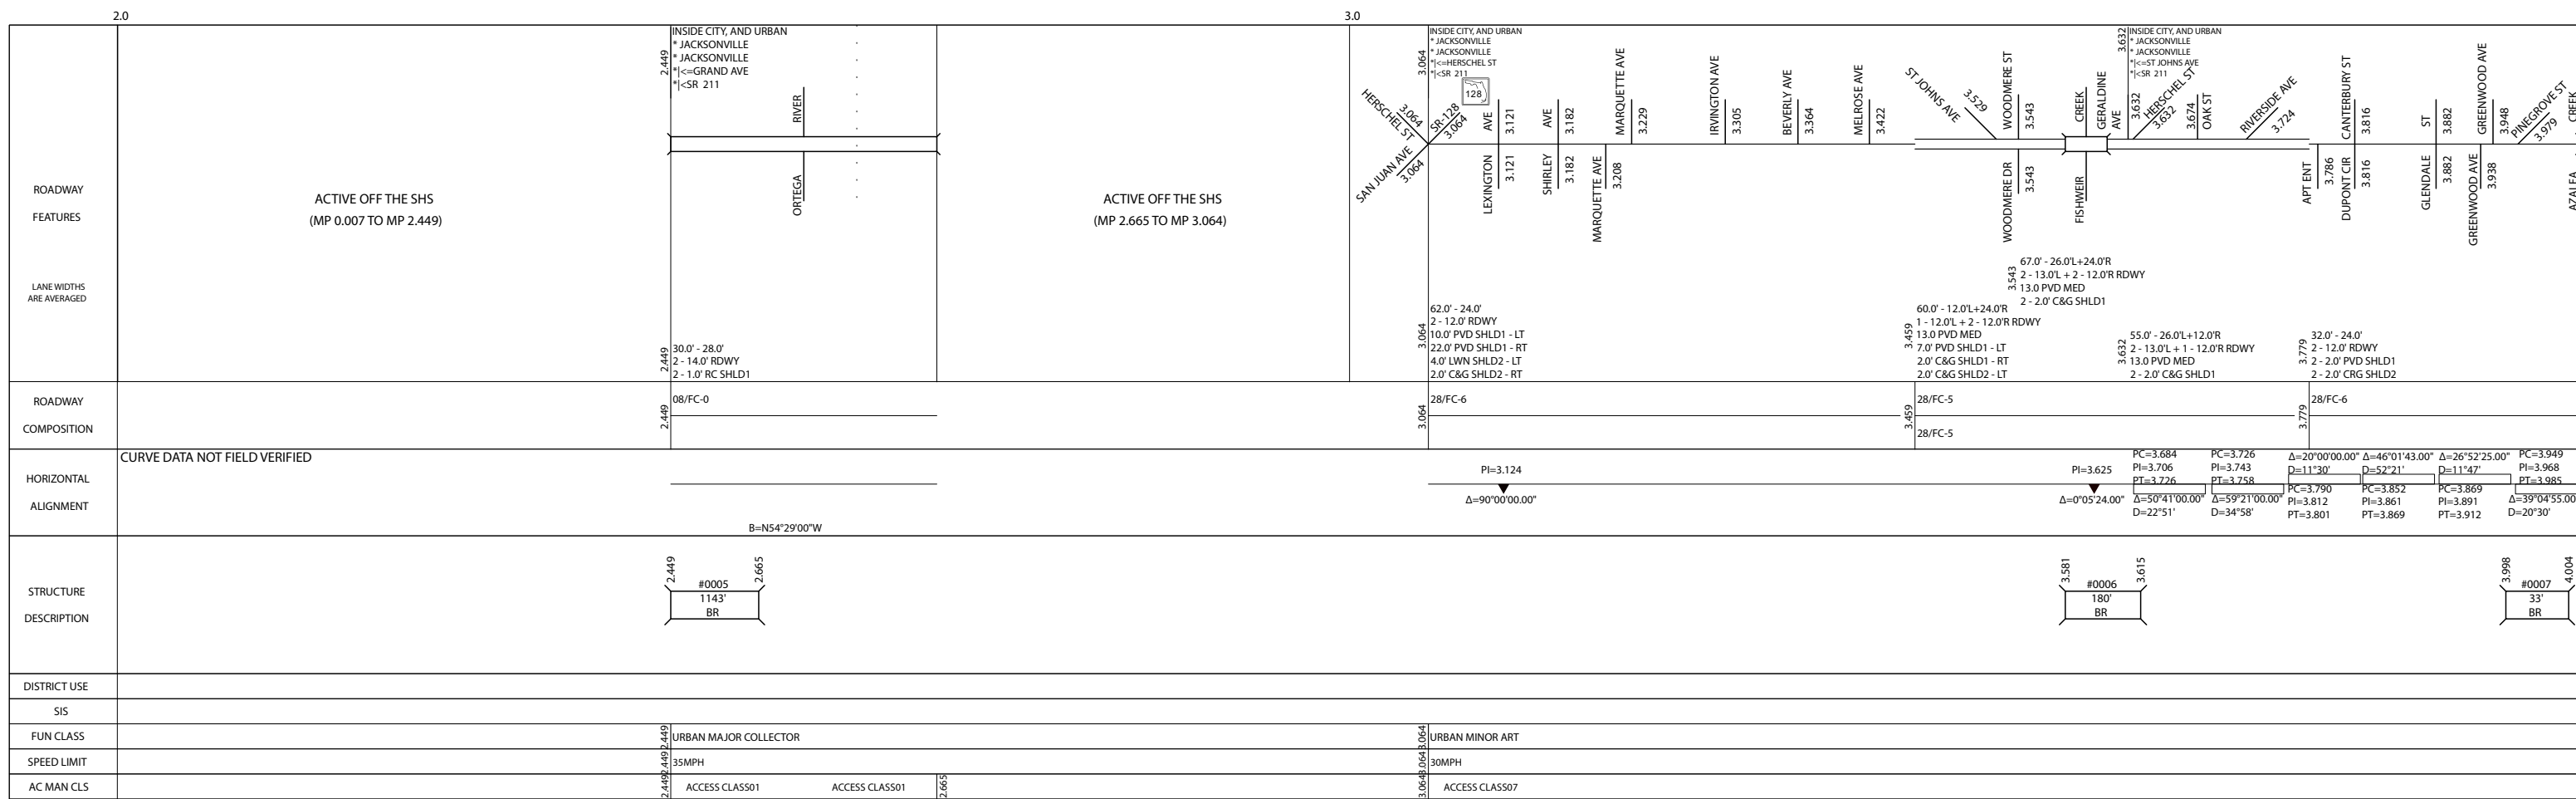 2.0
3.0
ROADWAY
FEATURES
LANE WIDTHS
ARE AVERAGED
ACTIVE OFF THE SHS
(MP 0.007 TO MP 2.449)
2.449
INSIDE CITY, AND URBAN
* JACKSONVILLE
* JACKSONVILLE
*|<=GRAND AVE
*|<SR 211
RIVER
ORTEGA
2.449
30.0' - 28.0'
2 - 14.0' RDWY
2 - 1.0' RC SHLD1
ACTIVE OFF THE SHS
(MP 2.665 TO MP 3.064)
3.064
INSIDE CITY, AND URBAN
* JACKSONVILLE
* JACKSONVILLE
*|<=HERSCHEL ST
*|<SR 211
128
HERSCHEL ST
3.064
SR-128
3.064
SAN JUAN AVE
3.064
AVE
3.121
LEXINGTON
3.121
AVE
3.182
SHIRLEY
3.182
MARQUETTE AVE
3.229
MARQUETTE AVE
3.208
IRVINGTON AVE
3.305
BEVERLY AVE
3.364
MELROSE AVE
3.422
ST JOHNS AVE
3.529
WOODMERE ST
3.543
WOODMERE DR
3.543
CREEK
FISHWEIR
GERALDINE
AVE
3.632
3.632
INSIDE CITY, AND URBAN
* JACKSONVILLE
* JACKSONVILLE
*|<=ST JOHNS AVE
*|<SR 211
HERSCHEL ST
3.632
3.674
OAK ST
RIVERSIDE AVE
3.724
APT ENT
3.786
CANTERBURY ST
3.816
DUPONT CIR
3.816
ST
3.882
GLENDALE
3.882
GREENWOOD AVE
3.948
GREENWOOD AVE
3.938
PINEGROVE ST
3.979
CREEK
3.064
62.0' - 24.0'
2 - 12.0' RDWY
10.0' PVD SHLD1 - LT
22.0' PVD SHLD1 - RT
4.0' LWN SHLD2 - LT
2.0' C&G SHLD2 - RT
3.459
60.0' - 12.0'L+24.0'R
1 - 12.0'L + 2 - 12.0'R RDWY
13.0 PVD MED
7.0' PVD SHLD1 - LT
2.0' C&G SHLD1 - RT
2.0' C&G SHLD2 - LT
3.543
67.0' - 26.0'L+24.0'R
2 - 13.0'L + 2 - 12.0'R RDWY
13.0 PVD MED
2 - 2.0' C&G SHLD1
3.632
55.0' - 26.0'L+12.0'R
2 - 13.0'L + 1 - 12.0'R RDWY
13.0 PVD MED
2 - 2.0' C&G SHLD1
3.779
32.0' - 24.0'
2 - 12.0' RDWY
2 - 2.0' PVD SHLD1
2 - 2.0' CRG SHLD2
ROADWAY
COMPOSITION
2.449
08/FC-0
3.064
28/FC-6
3.459
28/FC-5
28/FC-5
3.779
28/FC-6
HORIZONTAL
ALIGNMENT
CURVE DATA NOT FIELD VERIFIED
B=N54°29'00"W
PI=3.124
Δ=90°00'00.00"
PI=3.625
Δ=0°05'24.00"
PC=3.684
PI=3.706
PT=3.726
Δ=50°41'00.00"
D=22°51'
PC=3.726
PI=3.743
PT=3.758
Δ=59°21'00.00"
D=34°58'
Δ=20°00'00.00"
D=11°30'
PC=3.790
PI=3.812
PT=3.801
Δ=46°01'43.00"
D=52°21'
PC=3.852
PI=3.861
PT=3.869
Δ=26°52'25.00"
D=11°47'
PC=3.869
PI=3.891
PT=3.912
PC=3.949
PI=3.968
PT=3.985
Δ=39°04'55.00
D=20°30'
STRUCTURE
DESCRIPTION
2.449
2.665
#0005
1143'
BR
3.581
3.615
#0006
180'
BR
3.998
4.004
#0007
33'
BR
DISTRICT USE
SIS
FUN CLASS
2.449
URBAN MAJOR COLLECTOR
3.064
URBAN MINOR ART
SPEED LIMIT
2.449
35MPH
3.064
30MPH
AC MAN CLS
2.449
ACCESS CLASS01
ACCESS CLASS01
2.665
3.064
ACCESS CLASS07